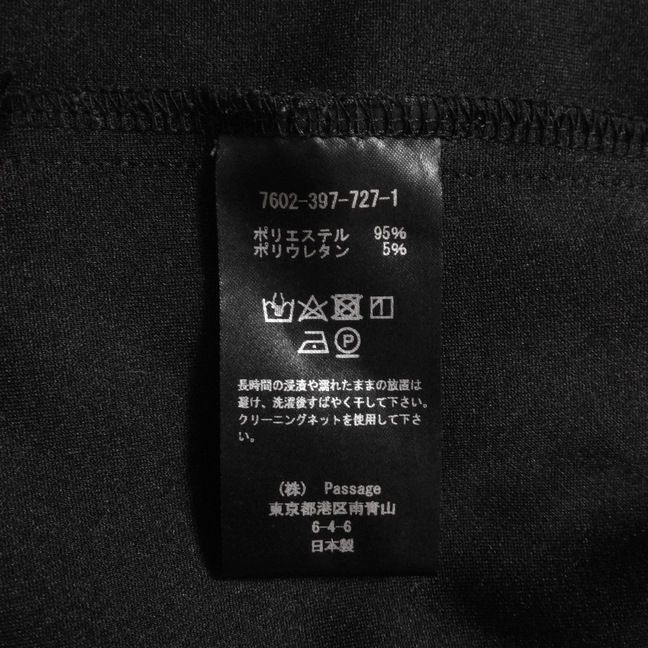 7602-397-727-1
ポリエステル 95%
ポリウレタン 5%
P
長時間の浸漬や濡れたままの放置は
避け、洗濯後すばやく干して下さい。
クリーニングネットを使用して下さ
い。
(株) Passage
東京都港区南青山
6-4-6
日本製